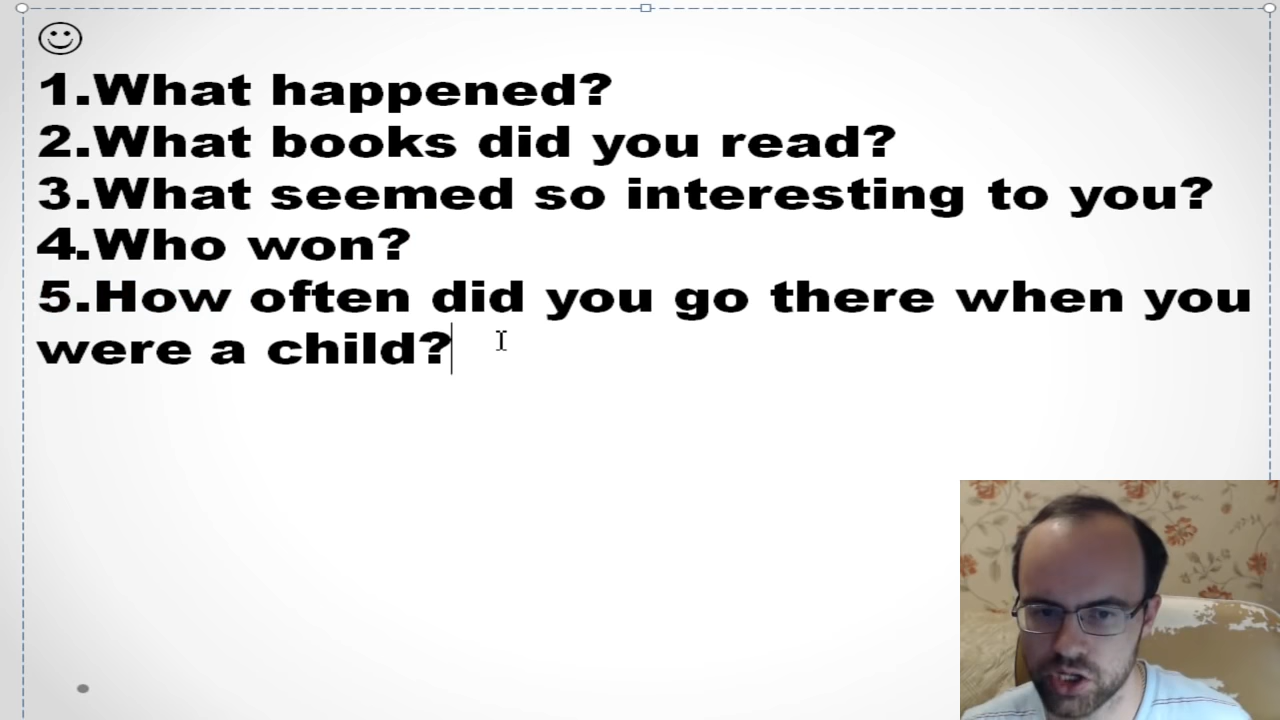 1.What happened?
2.What books did you read?
3.What seemed so interesting to you?
4.Who won?
5.How often did you go there when you
were a child?